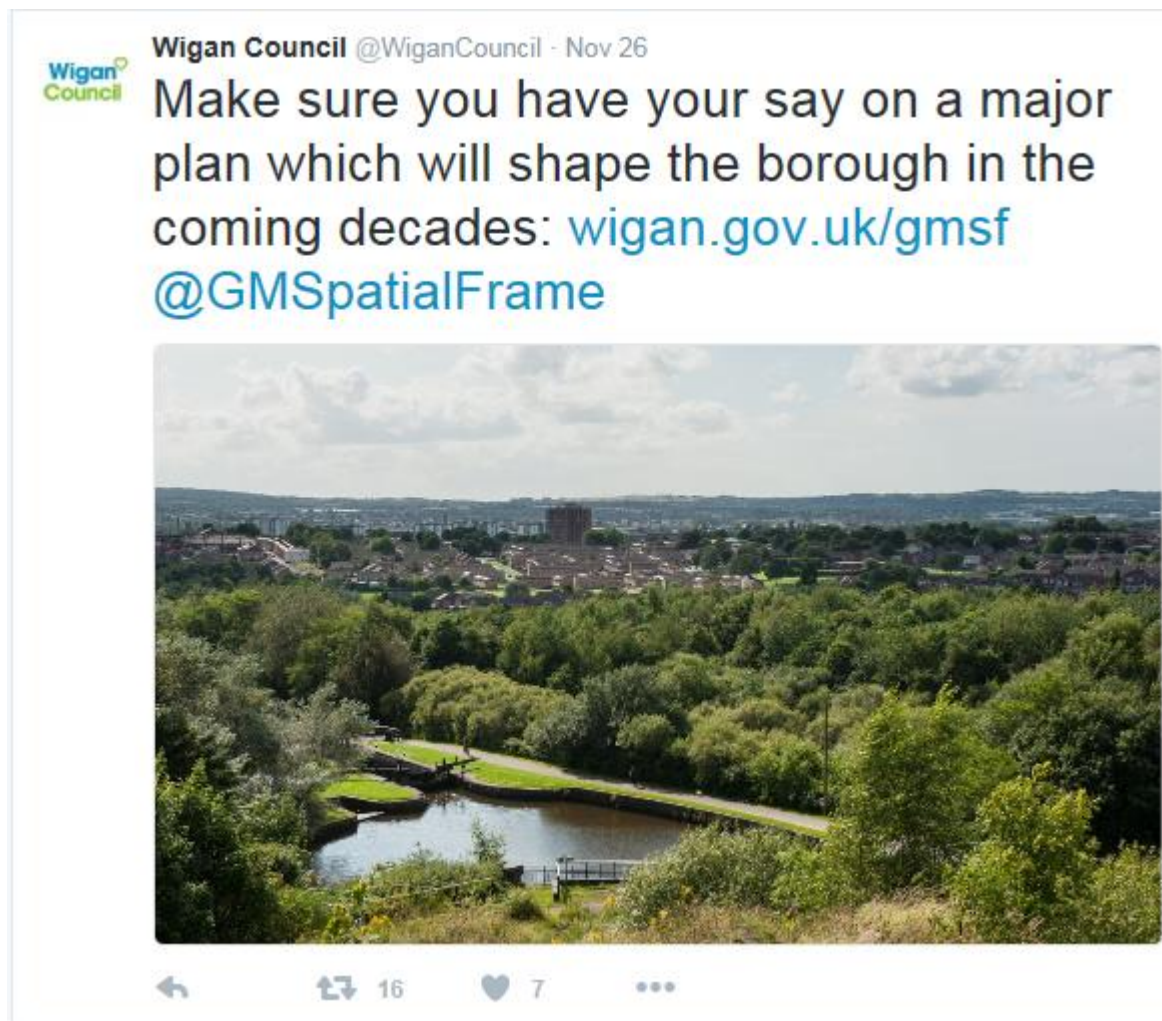 Wigan Council @WiganCouncil · Nov 26
Wigan
Council
Make sure you have your say on a major
plan which will shape the borough in the
coming decades: wigan.gov.uk/gmsf
@GMSpatialFrame
16 7